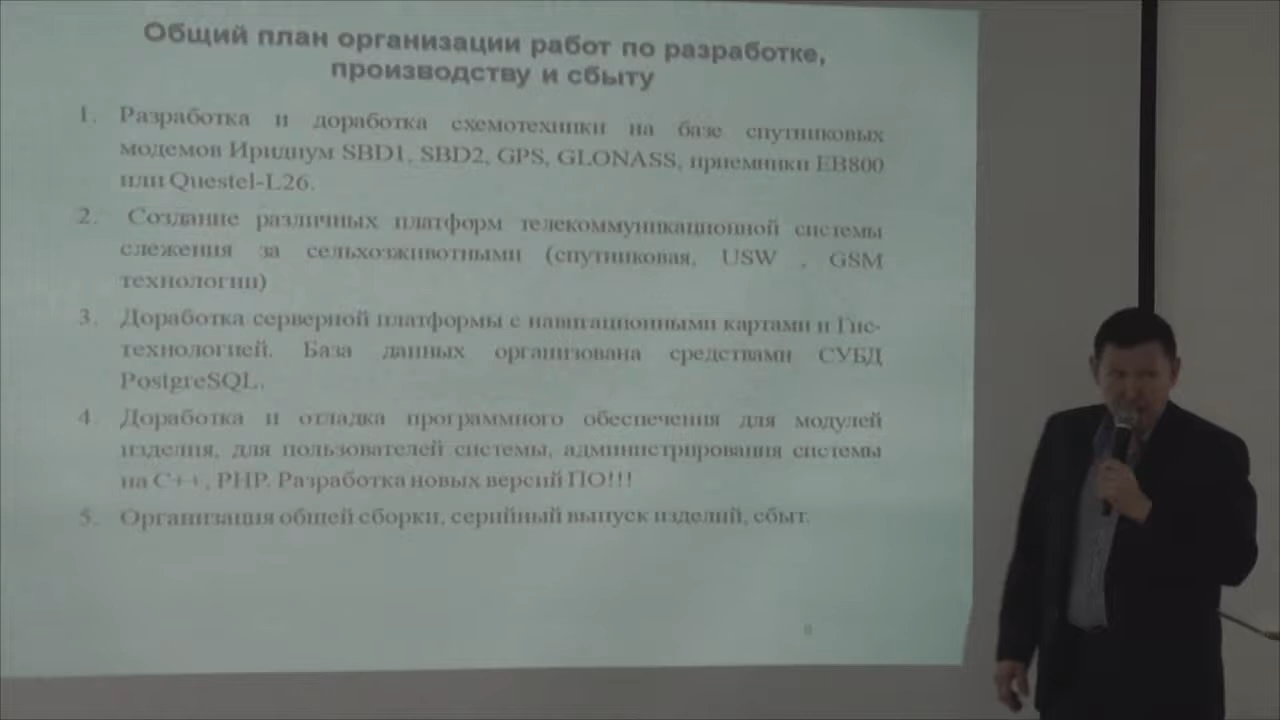 Общий план организации работ по разработке,
производству и сбыту
1. Разработка и доработка схемотехники на базе спутниковых
модемов Иридиум SBD1, SBD2, GPS, GLONASS, приемники EB800
или Questel-L26.
2. Создание различных платформ телекоммуникационной системы
слежения за сельхозживотными (спутниковая, USW , GSM
технологии)
3. Доработка серверной платформы с навигационными картами и Гис-
технологией. База данных организована средствами СУБД
PostgreSQL.
4. Доработка и отладка программного обеспечения для модулей
изделия, для пользователей системы, администрирования системы
на C++, PHP. Разработка новых версий ПО!!!
5. Организация общей сборки, серийный выпуск изделий, сбыт.